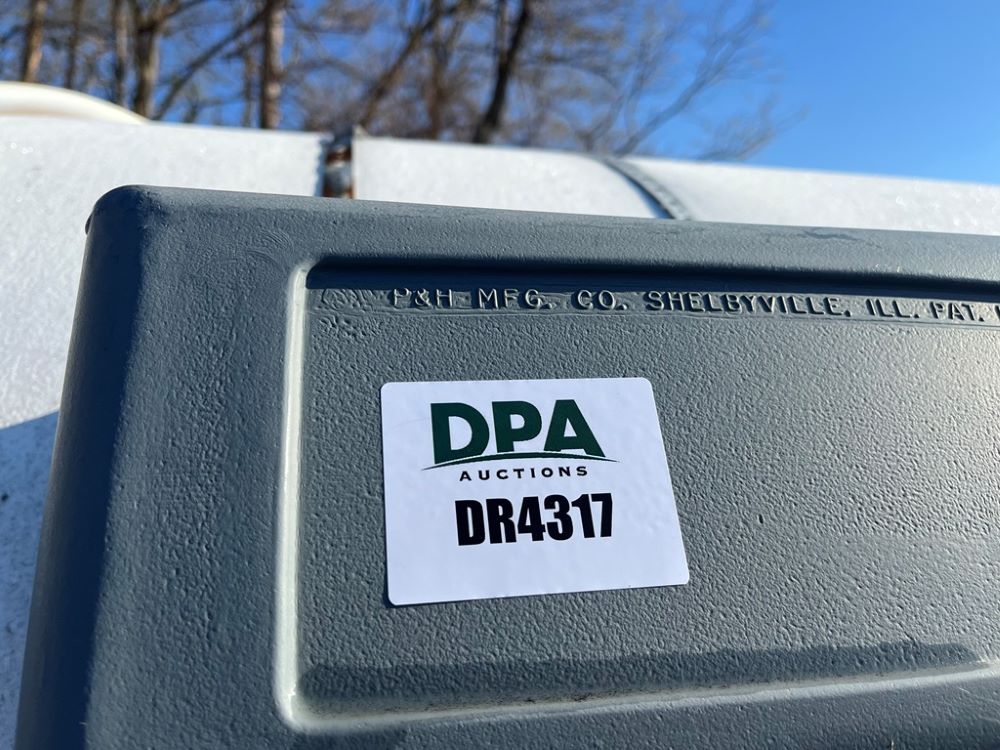 P&H MFG. CO. SHELBYVILLE, ILL. PAT.
DPA
AUCTIONS
DR4317